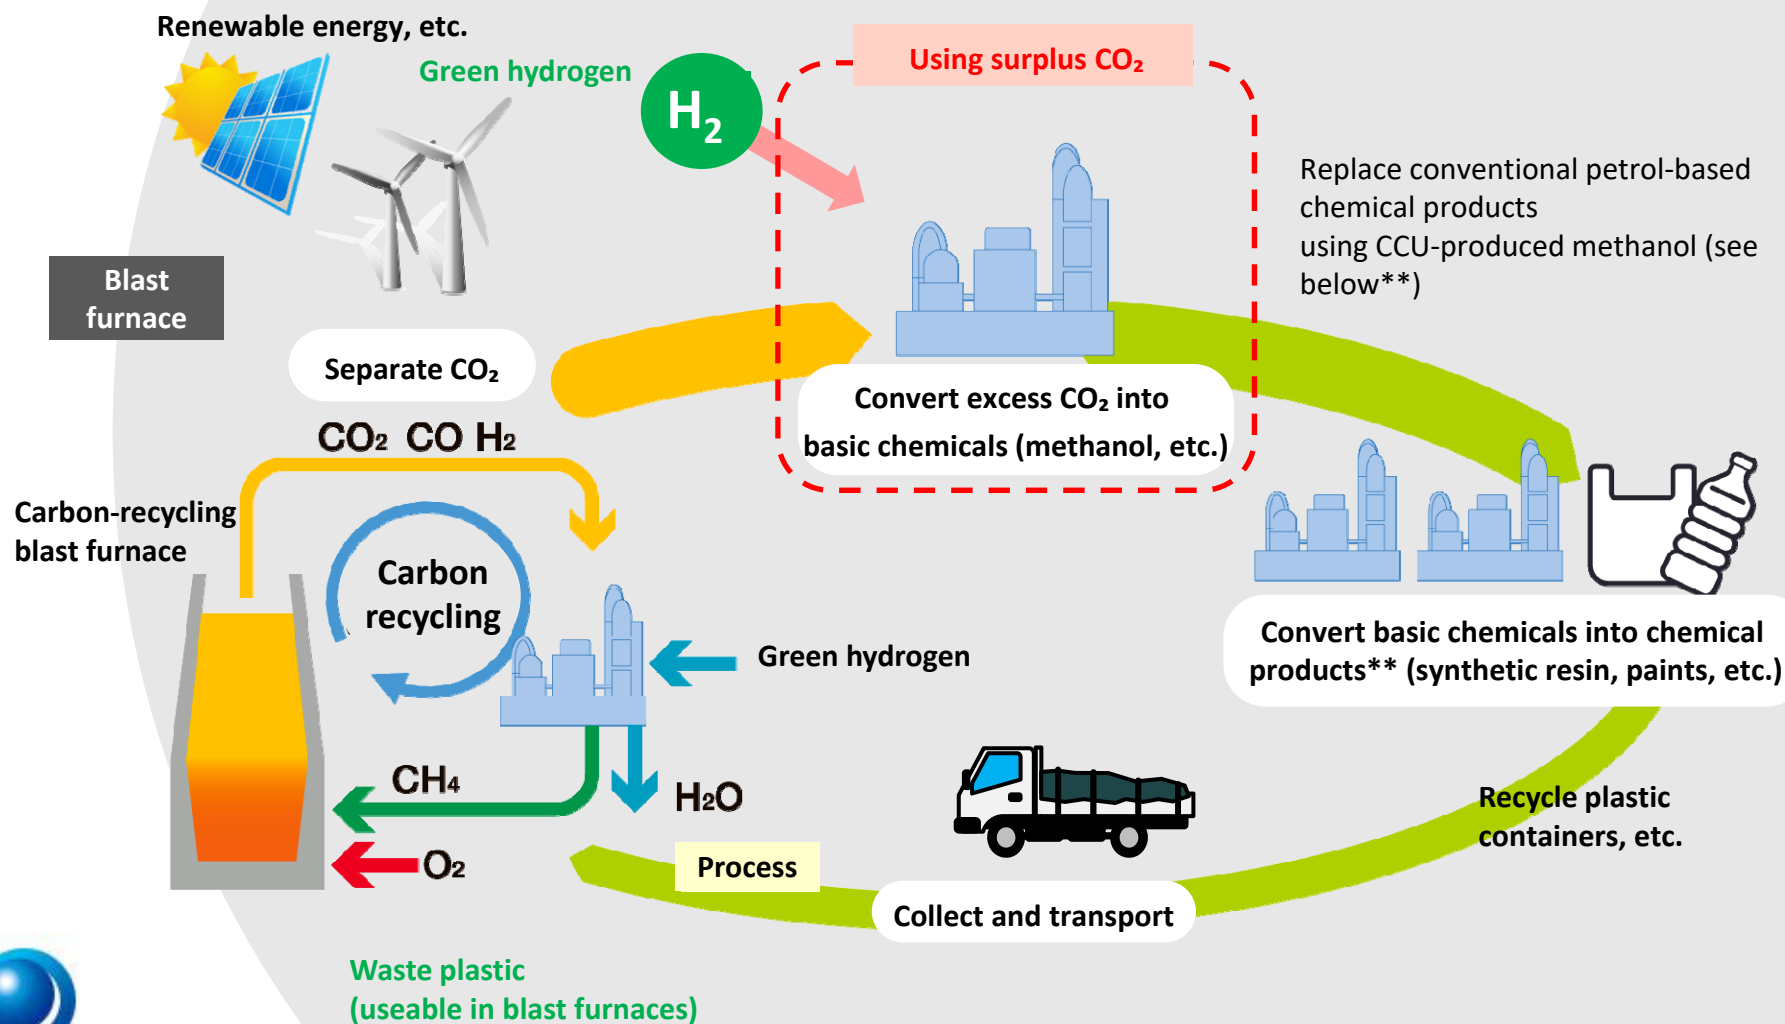 Renewable energy, etc.
Green hydrogen
H₂
Using surplus CO₂
Replace conventional petrol-based
chemical products
using CCU-produced methanol (see
below**)
Blast
furnace
Separate CO₂
Convert excess CO₂ into
basic chemicals (methanol, etc.)
CO₂ CO H₂
Carbon-recycling
blast furnace
Carbon
recycling
Green hydrogen
Convert basic chemicals into chemical
products** (synthetic resin, paints, etc.)
CH₄
H₂O
O₂
Recycle plastic
containers, etc.
Process
Collect and transport
Waste plastic
(useable in blast furnaces)